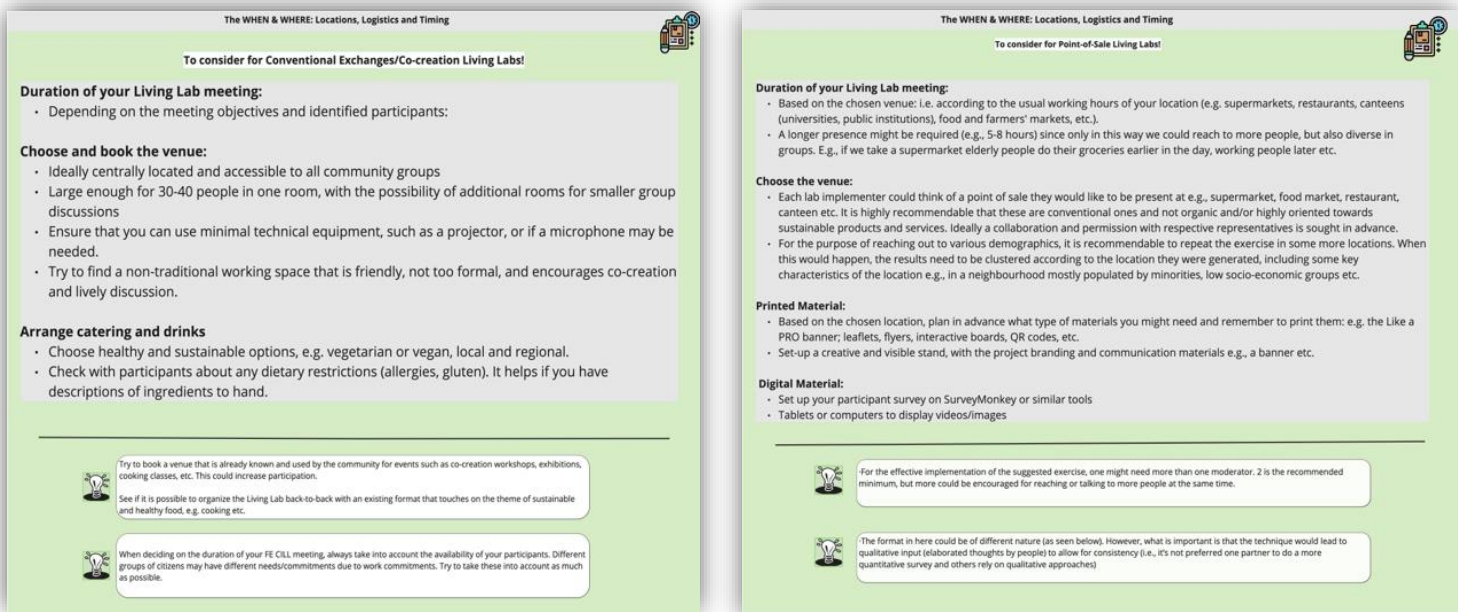 The WHEN & WHERE: Locations, Logistics and Timing
To consider for Conventional Exchanges/Co-creation Living Labs!
Duration of your Living Lab meeting:
• Depending on the meeting objectives and identified participants:
Choose and book the venue:
• Ideally centrally located and accessible to all community groups
• Large enough for 30-40 people in one room, with the possibility of additional rooms for smaller group
discussions
• Ensure that you can use minimal technical equipment, such as a projector, or if a microphone may be
needed.
• Try to find a non-traditional working space that is friendly, not too formal, and encourages co-creation
and lively discussion.
Arrange catering and drinks
• Choose healthy and sustainable options, e.g. vegetarian or vegan, local and regional.
• Check with participants about any dietary restrictions (allergies, gluten). It helps if you have
descriptions of ingredients to hand.
Try to book a venue that is already known and used by the community for events such as co-creation workshops, exhibitions,
cooking classes, etc. This could increase participation.
See if it is possible to organize the Living Lab back-to-back with an existing format that touches on the theme of sustainable
and healthy food, e.g. cooking etc.
When deciding on the duration of your FE CILL meeting, always take into account the availability of your participants. Different
groups of citizens may have different needs/commitments due to work commitments. Try to take these into account as much
as possible.
The WHEN & WHERE: Locations, Logistics and Timing
To consider for Point-of-Sale Living Labs!
Duration of your Living Lab meeting:
• Based on the chosen venue: i.e. according to the usual working hours of your location (e.g. supermarkets, restaurants, canteens
(universities, public institutions), food and farmers' markets, etc.).
• A longer presence might be required (e.g., 5-8 hours) since only in this way we could reach to more people, but also diverse in
groups. E.g., if we take a supermarket elderly people do their groceries earlier in the day, working people later etc.
Choose the venue:
• Each lab implementer could think of a point of sale they would like to be present at e.g., supermarket, food market, restaurant,
canteen etc. It is highly recommendable that these are conventional ones and not organic and/or highly oriented towards
sustainable products and services. Ideally a collaboration and permission with respective representatives is sought in advance.
• For the purpose of reaching out to various demographics, it is recommendable to repeat the exercise in some more locations. When
this would happen, the results need to be clustered according to the location they were generated, including some key
characteristics of the location e.g., in a neighbourhood mostly populated by minorities, low socio-economic groups etc.
Printed Material:
• Based on the chosen location, plan in advance what type of materials you might need and remember to print them: e.g. the Like a
PRO banner; leaflets, flyers, interactive boards, QR codes, etc.
• Set-up a creative and visible stand, with the project branding and communication materials e.g., a banner etc.
Digital Material:
• Set up your participant survey on SurveyMonkey or similar tools
• Tablets or computers to display videos/images
·For the effective implementation of the suggested exercise, one might need more than one moderator. 2 is the recommended
minimum, but more could be encouraged for reaching or talking to more people at the same time.
·The format in here could be of different nature (as seen below). However, what is important is that the technique would lead to
qualitative input (elaborated thoughts by people) to allow for consistency (i.e., it's not preferred one partner to do a more
quantitative survey and others rely on qualitative approaches)